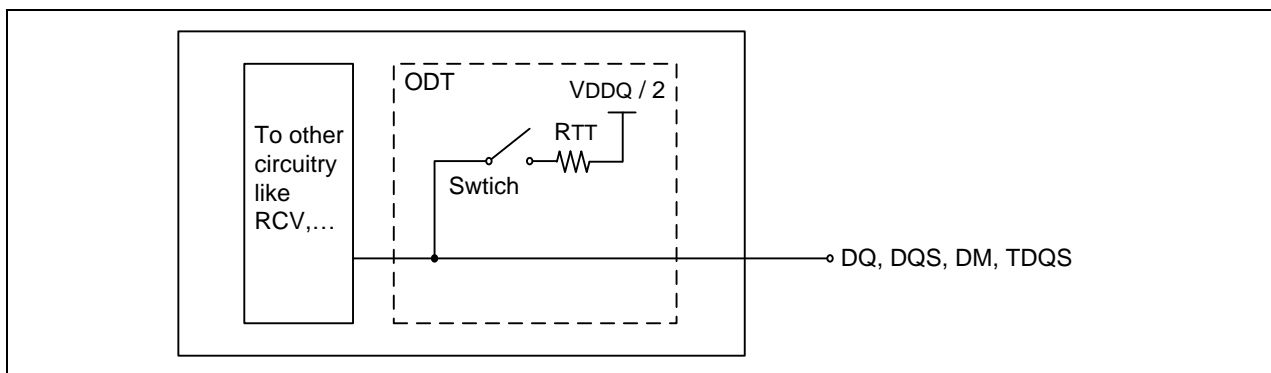 ODT
VDDQ / 2
RTT
Swtich
To other
circuitry
like
RCV,…
DQ, DQS, DM, TDQS